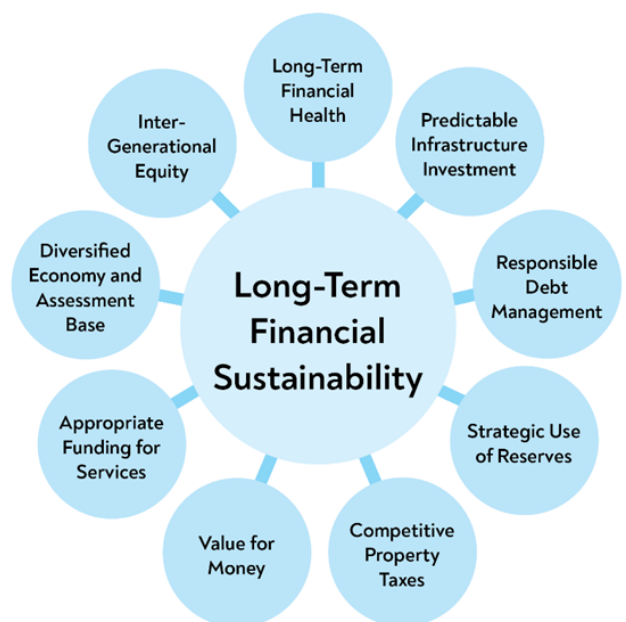 Long-Term
Financial
Health
Predictable
Infrastructure
Investment
Responsible
Debt
Management
Strategic Use
of Reserves
Competitive
Property
Taxes
Value for
Money
Appropriate
Funding for
Services
Diversified
Economy and
Assessment
Base
Inter-
Generational
Equity
Long-Term
Financial
Sustainability